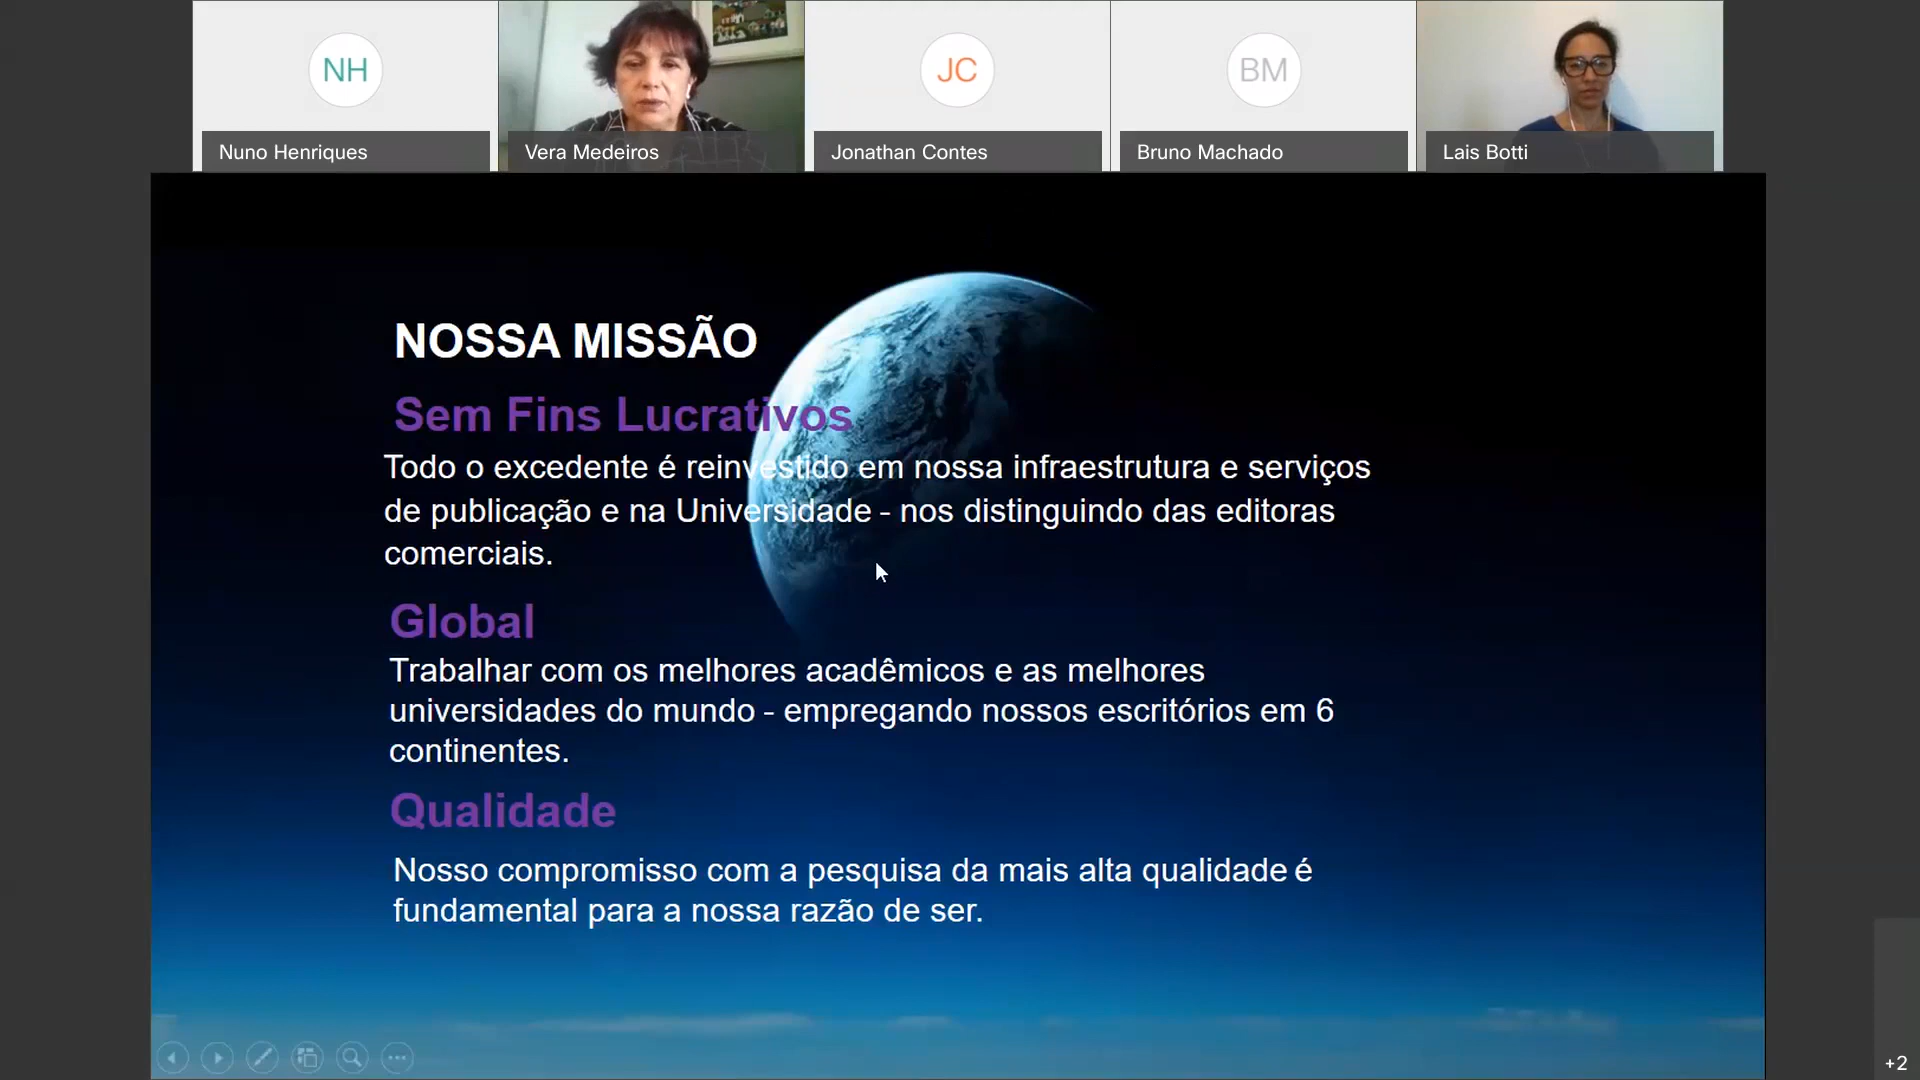 NH
JC
BM
Nuno Henriques
Vera Medeiros
Jonathan Contes
Bruno Machado
Lais Botti
NOSSA MISSÃO
Sem Fins Lucrativos
Todo o excedente é reinvestido em nossa infraestrutura e serviços
de publicação e na Universidade - nos distinguindo das editoras
comerciais.
Global
Trabalhar com os melhores acadêmicos e as melhores
universidades do mundo - empregando nossos escritórios em 6
continentes.
Qualidade
Nosso compromisso com a pesquisa da mais alta qualidade é
fundamental para a nossa razão de ser.
+2